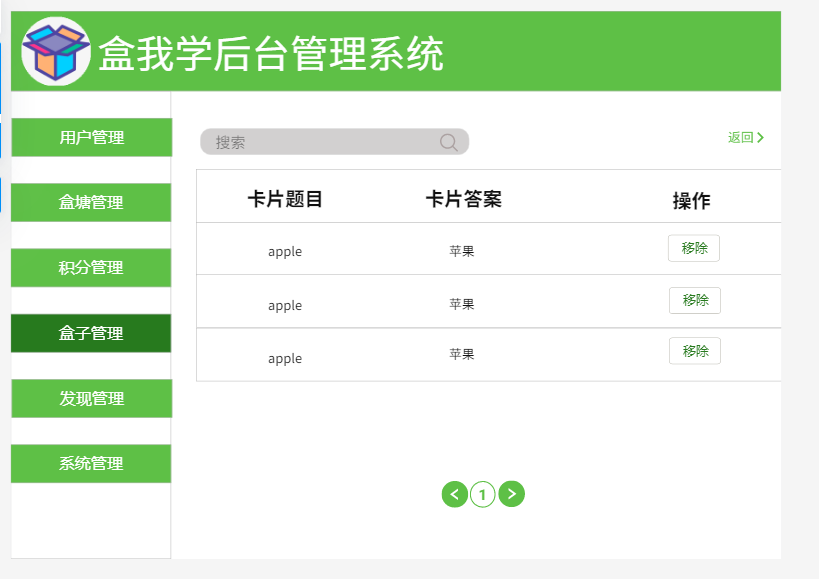 盒我学后台管理系统
用户管理
盒塘管理
积分管理
盒子管理
发现管理
系统管理
搜索
返回
卡片题目 卡片答案 操作
apple 苹果 移除
apple 苹果 移除
apple 苹果 移除
< 1 >